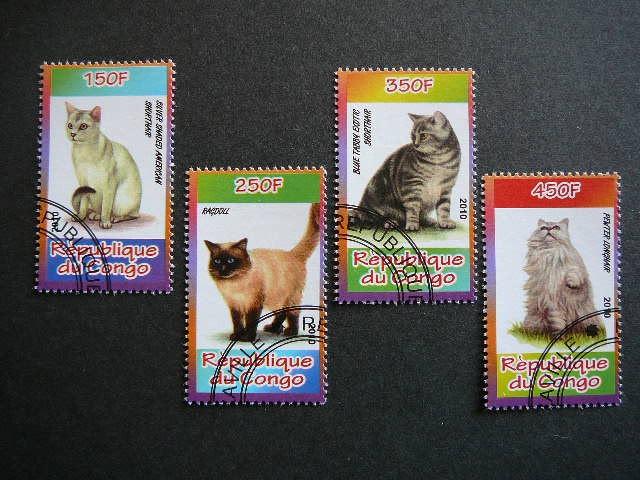 150F
SILVER SHADED AMERICAN
SHORTHAIR
2010
République
du Congo
250F
RAGDOLL
2010
République
du Congo
350F
BLUE TABBY EXOTIC
SHORTHAIR
2010
République
du Congo
450F
PEWTER LONGHAIR
2010
République
du Congo